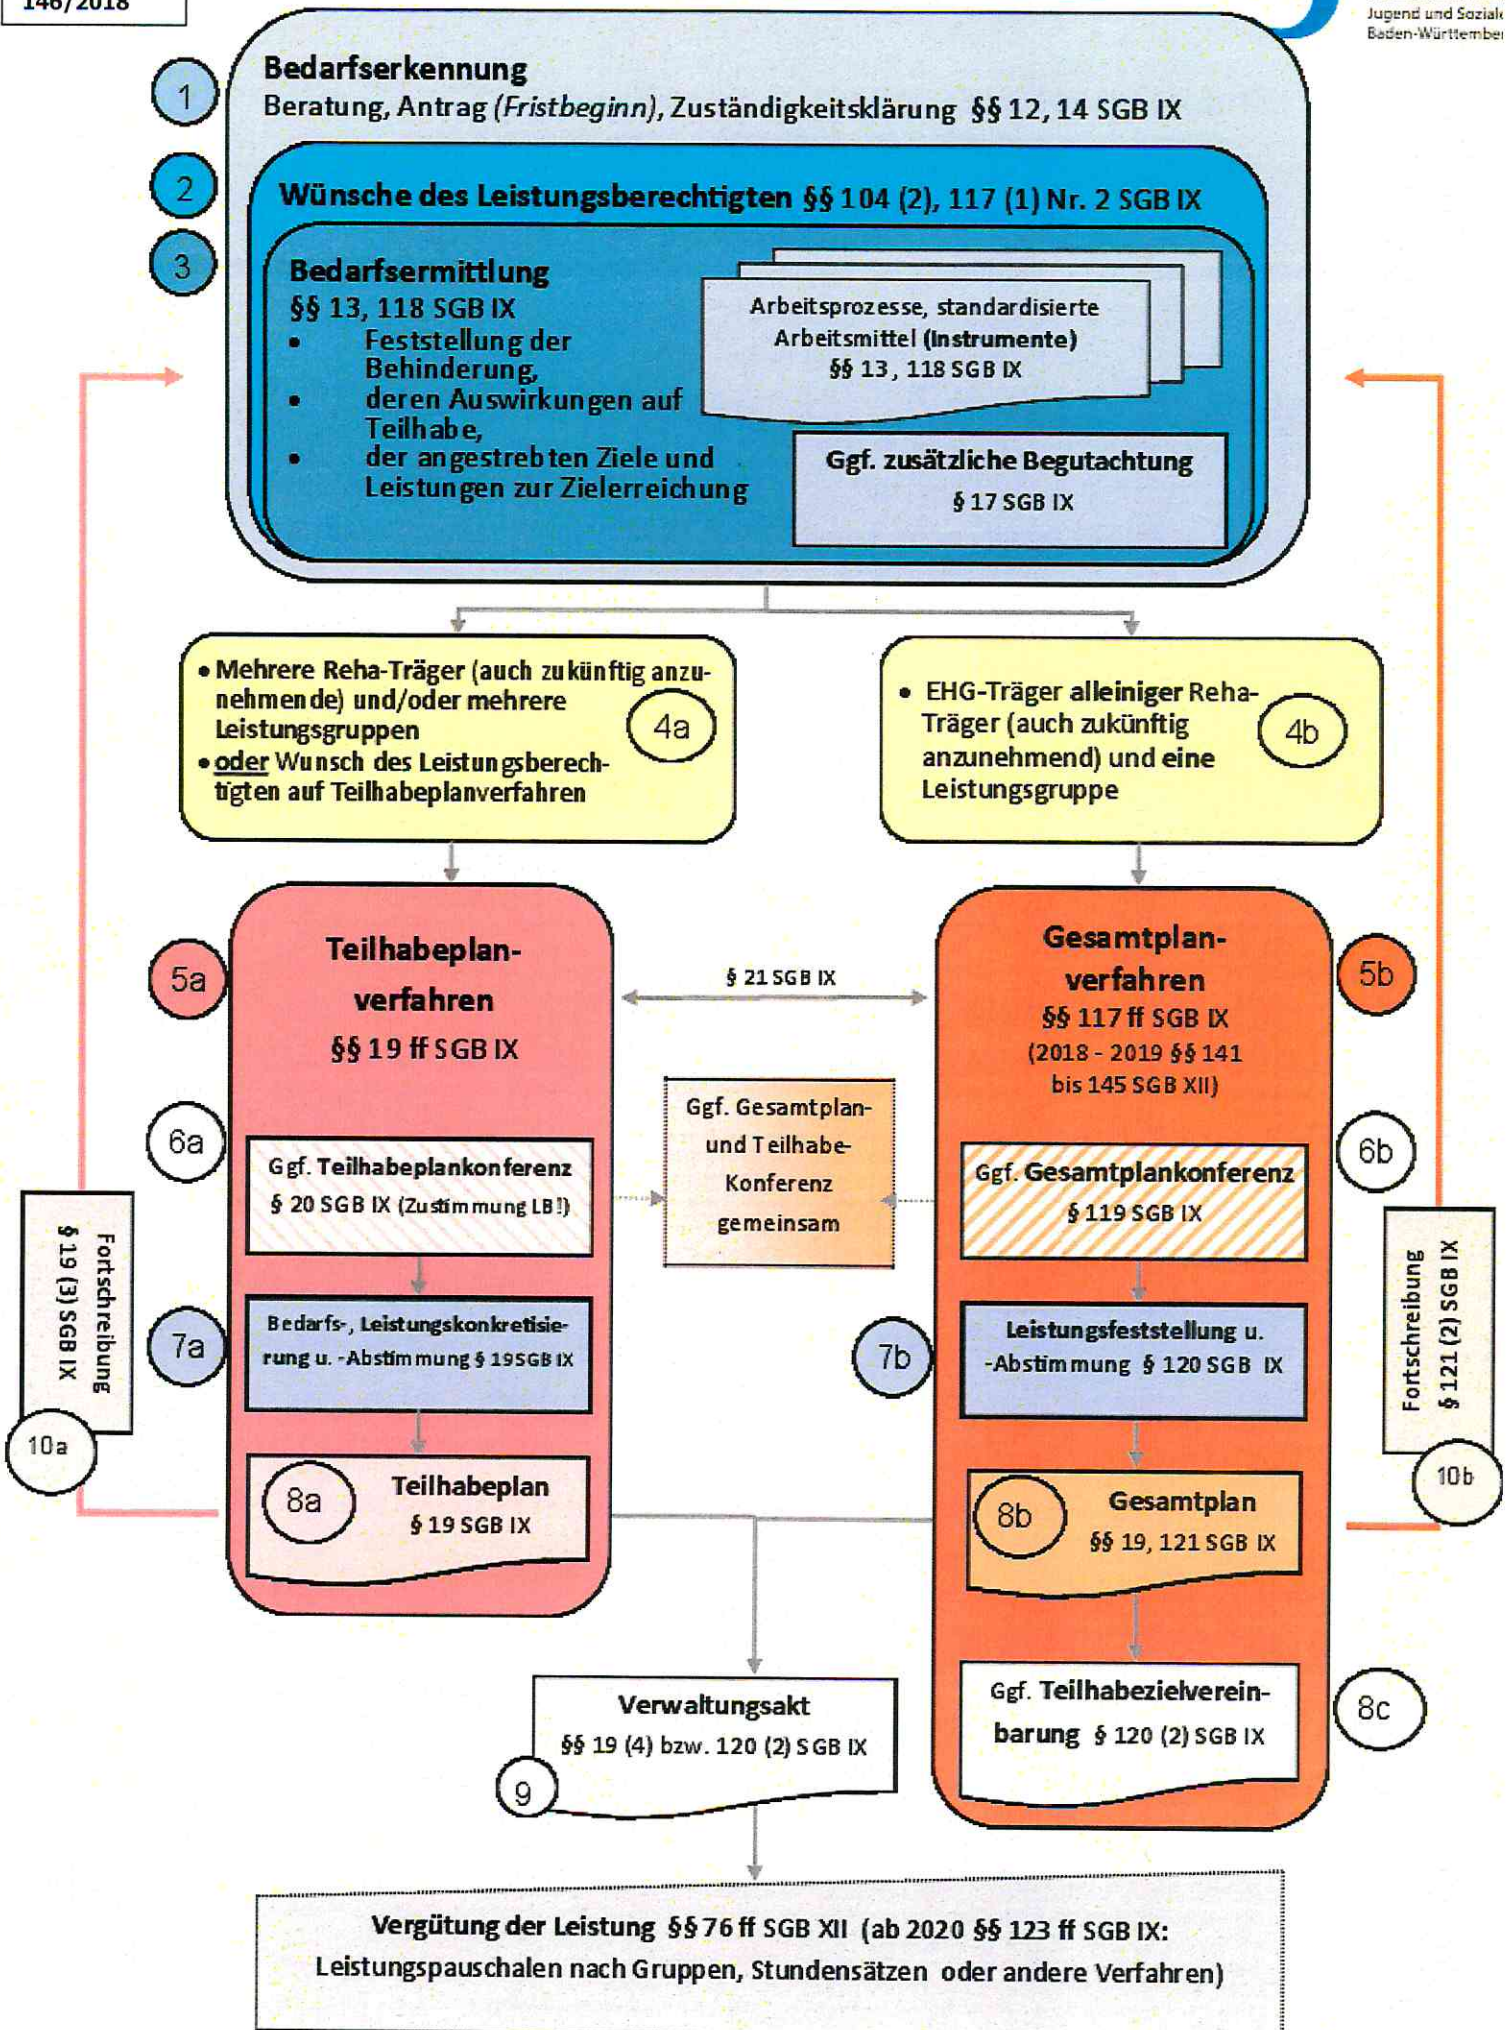 146/2018
Jugend und Soziale
Baden-Württember
1
Bedarfserkennung
Beratung, Antrag (Fristbeginn), Zuständigkeitsklärung §§ 12, 14 SGB IX
2
Wünsche des Leistungsberechtigten §§ 104 (2), 117 (1) Nr. 2 SGB IX
3
Bedarfsermittlung
§§ 13, 118 SGB IX
• Feststellung der
Behinderung,
• deren Auswirkungen auf
Teilhabe,
• der angestrebten Ziele und
Leistungen zur Zielerreichung
Arbeitsprozesse, standardisierte
Arbeitsmittel (Instrumente)
§§ 13, 118 SGB IX
Ggf. zusätzliche Begutachtung
§ 17 SGB IX
• Mehrere Reha-Träger (auch zukünftig anzu-
nehmende) und/oder mehrere
Leistungsgruppen
• oder Wunsch des Leistungsberech-
tigten auf Teilhabeplanverfahren
4a
• EHG-Träger alleiniger Reha-
Träger (auch zukünftig
anzunehmend) und eine
Leistungsgruppe
4b
5a
Teilhabeplan-
verfahren
§§ 19 ff SGB IX
§ 21 SGB IX
Gesamtplan-
verfahren
§§ 117 ff SGB IX
(2018 - 2019 §§ 141
bis 145 SGB XII)
5b
6a
Ggf. Teilhabeplankonferenz
§ 20 SGB IX (Zustimmung LB!)
Ggf. Gesamtplan-
und Teilhabe-
Konferenz
gemeinsam
Ggf. Gesamtplankonferenz
§ 119 SGB IX
6b
Fortschreibung
§ 19 (3) SGB IX
10a
7a
Bedarfs-, Leistungskonkretisie-
rung u. -Abstimmung § 19SGB IX
7b
Leistungsfeststellung u.
-Abstimmung § 120 SGB IX
Fortschreibung
§ 121 (2) SGB IX
10b
8a
Teilhabeplan
§ 19 SGB IX
8b
Gesamtplan
§§ 19, 121 SGB IX
Verwaltungsakt
§§ 19 (4) bzw. 120 (2) SGB IX
9
Ggf. Teilhabezielverein-
barung § 120 (2) SGB IX
8c
Vergütung der Leistung §§ 76 ff SGB XII (ab 2020 §§ 123 ff SGB IX:
Leistungspauschalen nach Gruppen, Stundensätzen oder andere Verfahren)